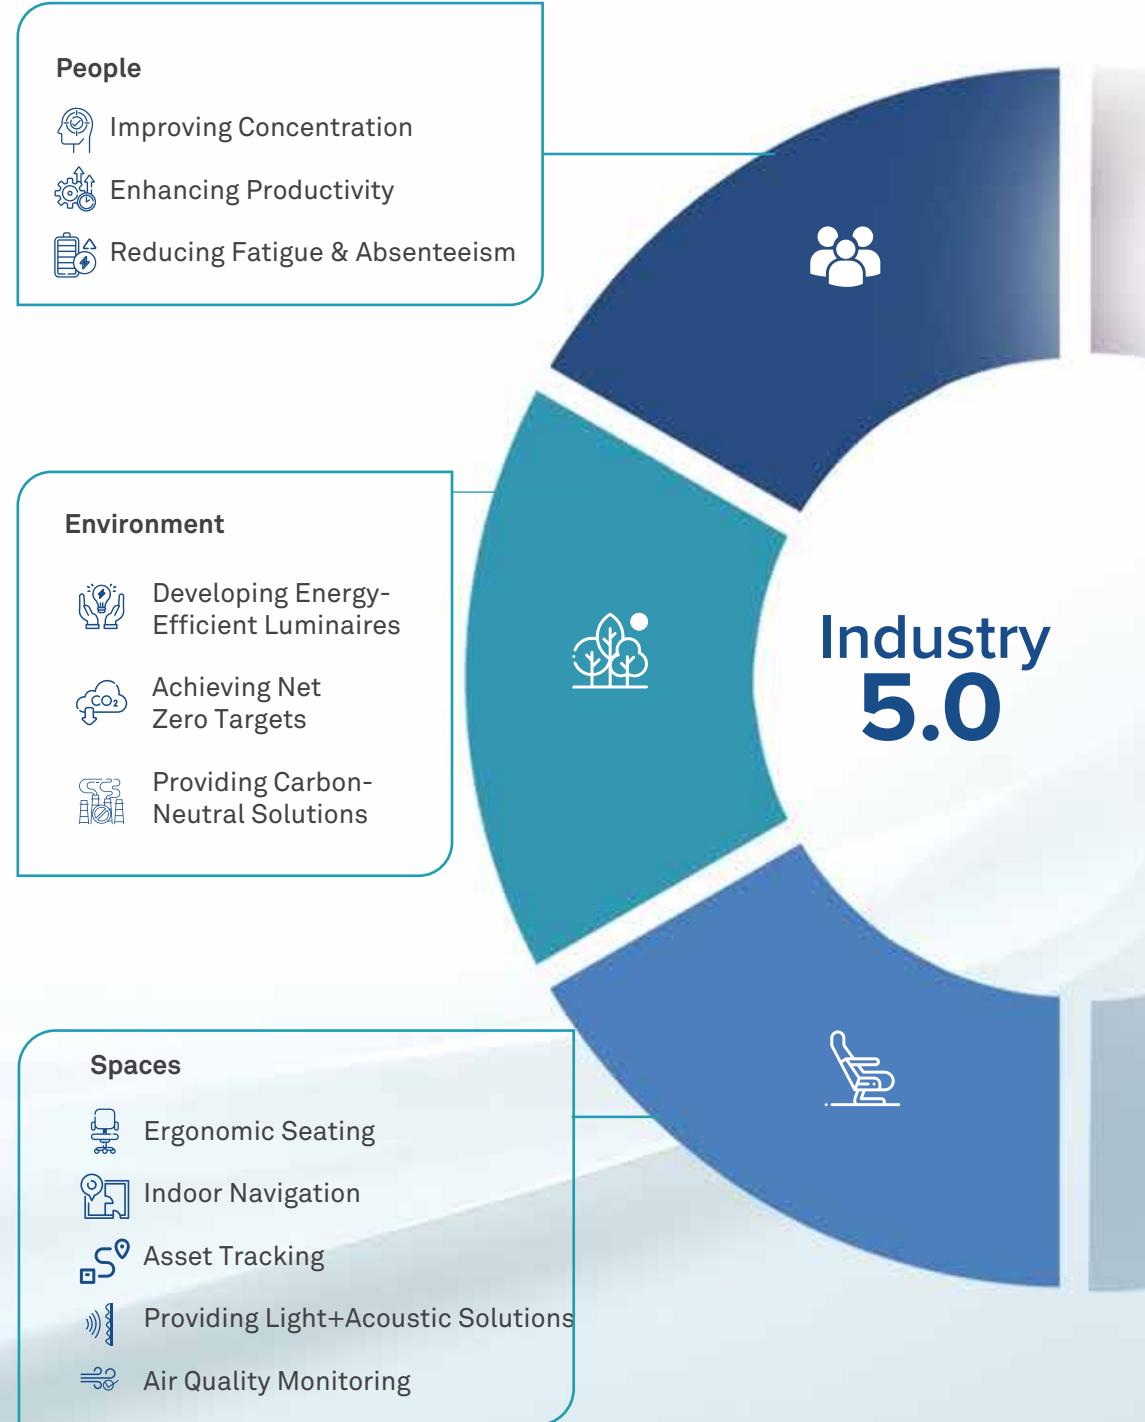 People
Improving Concentration
Enhancing Productivity
Reducing Fatigue & Absenteeism
Environment
Developing Energy-
Efficient Luminaires
CO2
Achieving Net
Zero Targets
Providing Carbon-
Neutral Solutions
Industry
5.0
Spaces
Ergonomic Seating
Indoor Navigation
Asset Tracking
Providing Light+Acoustic Solutions
Air Quality Monitoring